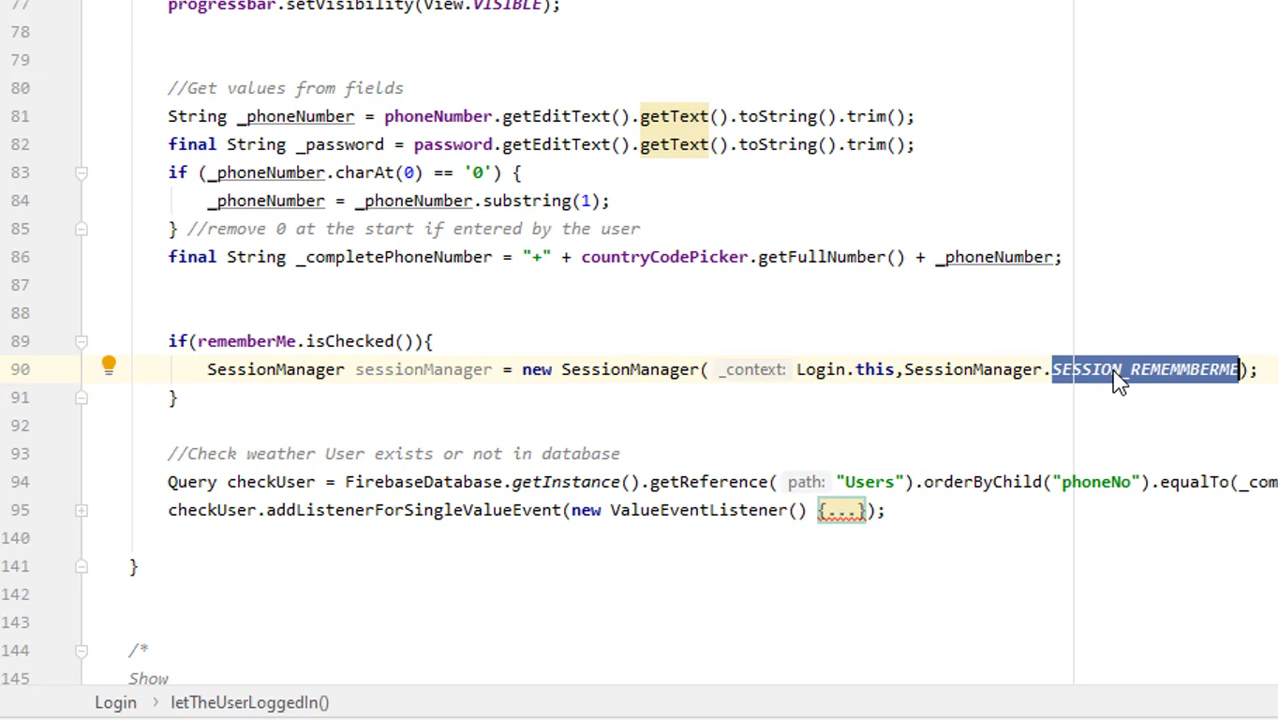 77 progressbar.setVisibility(View.VISIBLE);
78
79
80 //Get values from fields
81 String _phoneNumber = phoneNumber.getEditText().getText().toString().trim();
82 final String _password = password.getEditText().getText().toString().trim();
83 if (_phoneNumber.charAt(0) == '0') {
84 _phoneNumber = _phoneNumber.substring(1);
85 } //remove 0 at the start if entered by the user
86 final String _completePhoneNumber = "+" + countryCodePicker.getFullNumber() + _phoneNumber;
87
88
89 if(rememberMe.isChecked()){
90 SessionManager sessionManager = new SessionManager( _context: Login.this,SessionManager.SESSION_REMEMMBERME);
91 }
92
93 //Check weather User exists or not in database
94 Query checkUser = FirebaseDatabase.getInstance().getReference( path: "Users").orderByChild("phoneNo").equalTo(_com
95 checkUser.addListenerForSingleValueEvent(new ValueEventListener() {...});
140
141 }
142
143
144 /*
145 Show
Login › letTheUserLoggedIn()